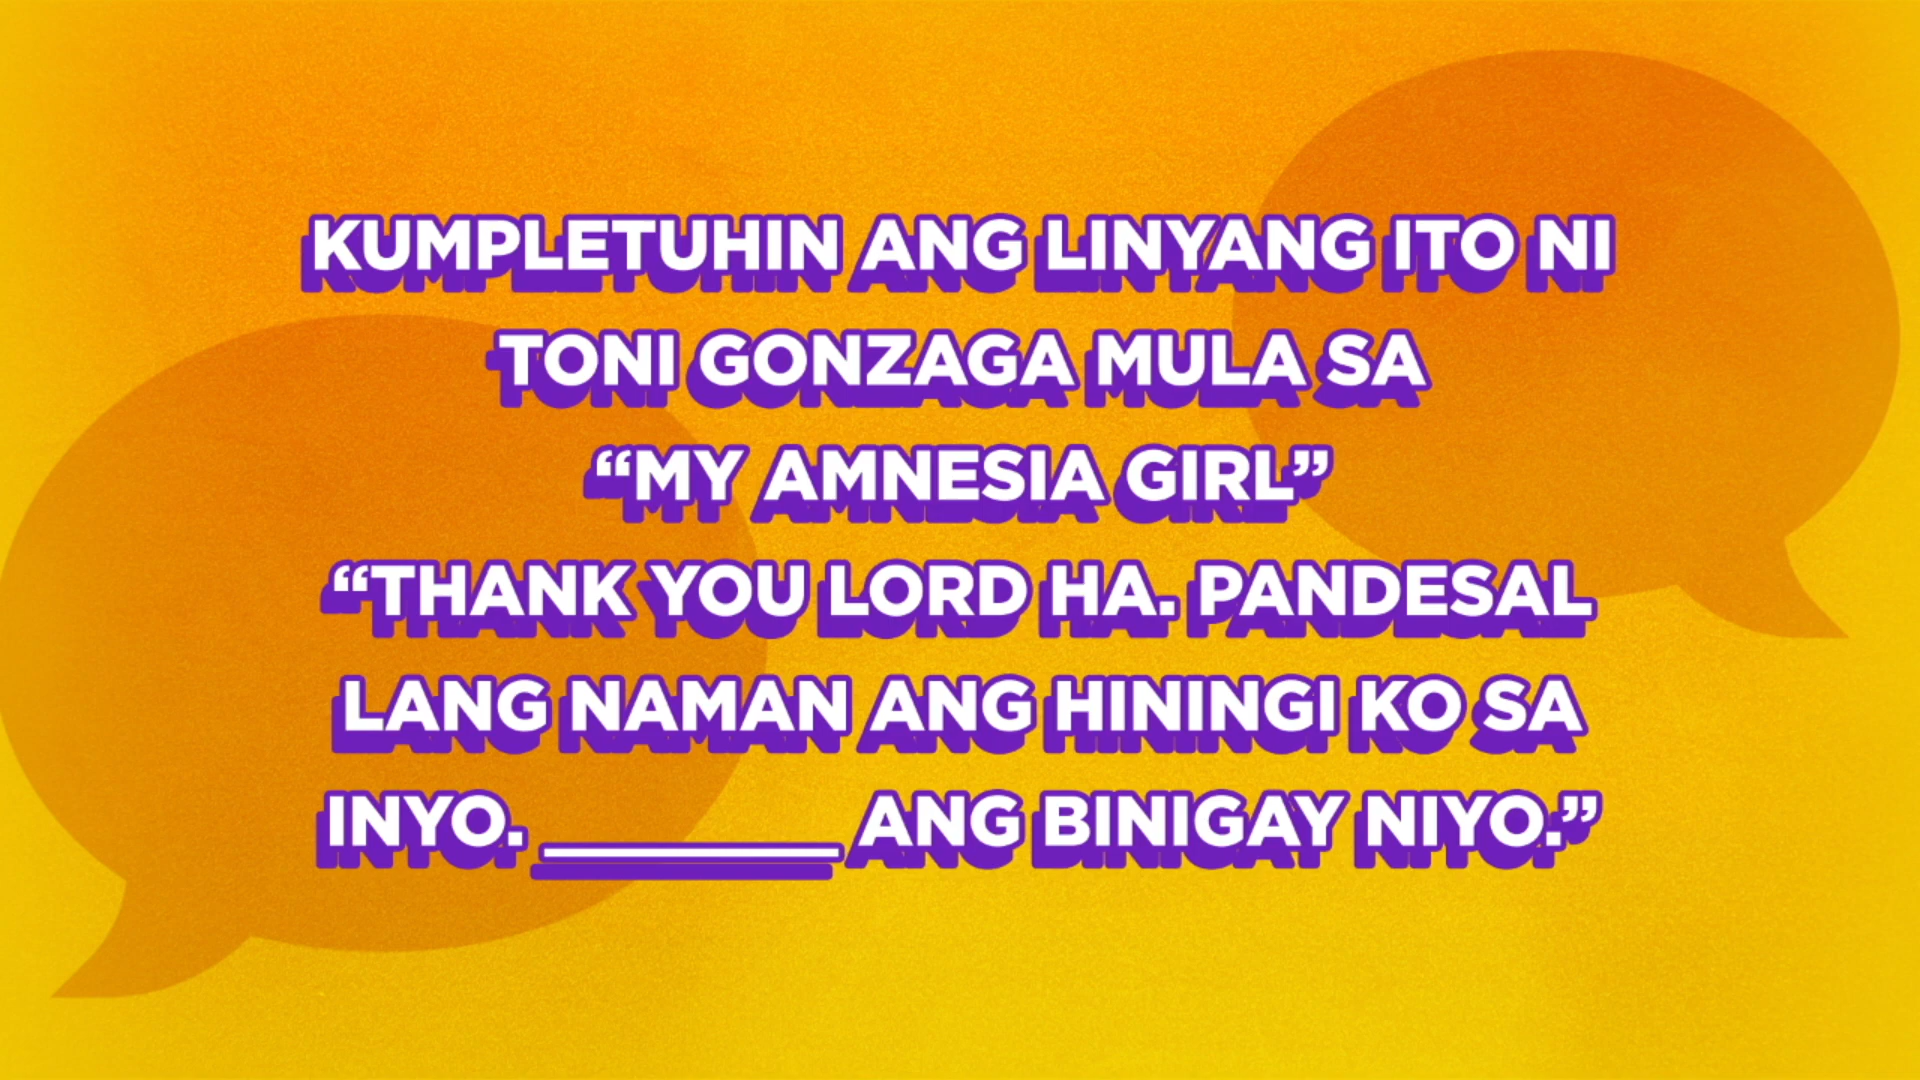 KUMPLETUHIN ANG LINYANG ITO NI
TONI GONZAGA MULA SA
“MY AMNESIA GIRL”
“THANK YOU LORD HA. PANDESAL
LANG NAMAN ANG HININGI KO SA
INYO. __________ ANG BINIGAY NIYO.”